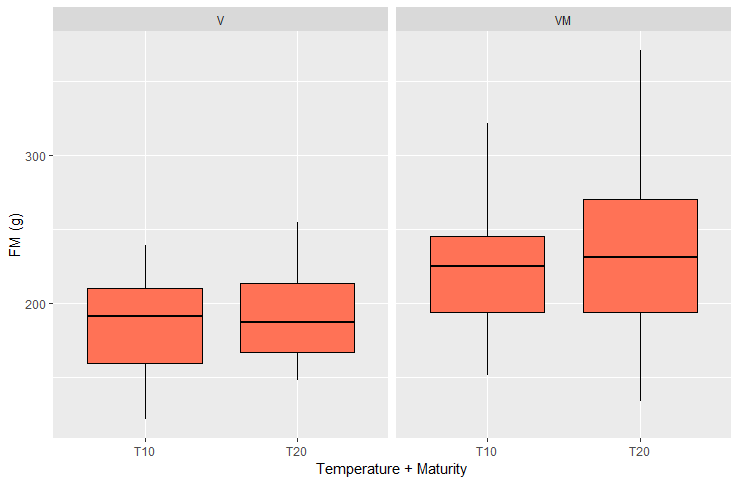 V VM
FM (g)
300
200
T10 T20 T10 T20
Temperature + Maturity